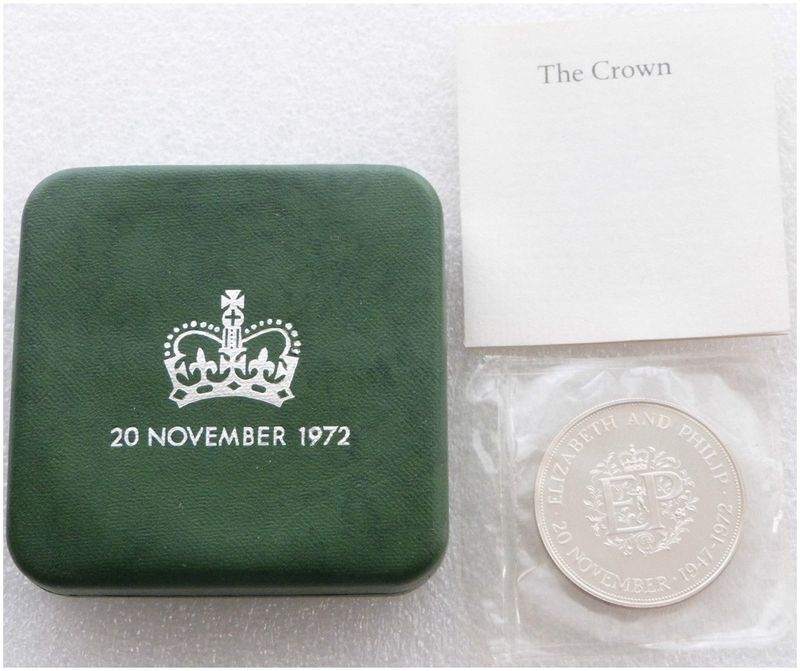 The Crown
20 NOVEMBER 1972
· ELIZABETH AND PHILIP ·
20 NOVEMBER · 1947-1972
EP